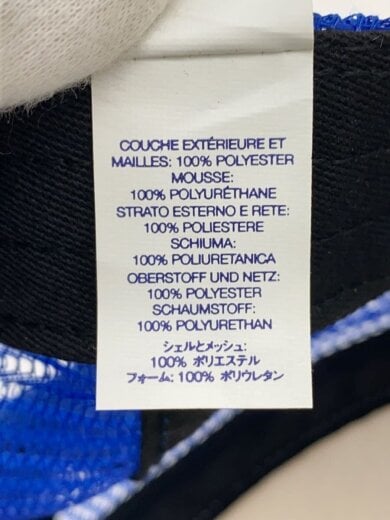 COUCHE EXTÉRIEURE ET
MAILLES: 100% POLYESTER
MOUSSE:
100% POLYURÉTHANE
STRATO ESTERNO E RETE:
100% POLIESTERE
SCHIUMA:
100% POLIURETANICA
OBERSTOFF UND NETZ:
100% POLYESTER
SCHAUMSTOFF:
100% POLYURETHAN
シェルとメッシュ:
100% ポリエステル
フォーム: 100% ポリウレタン